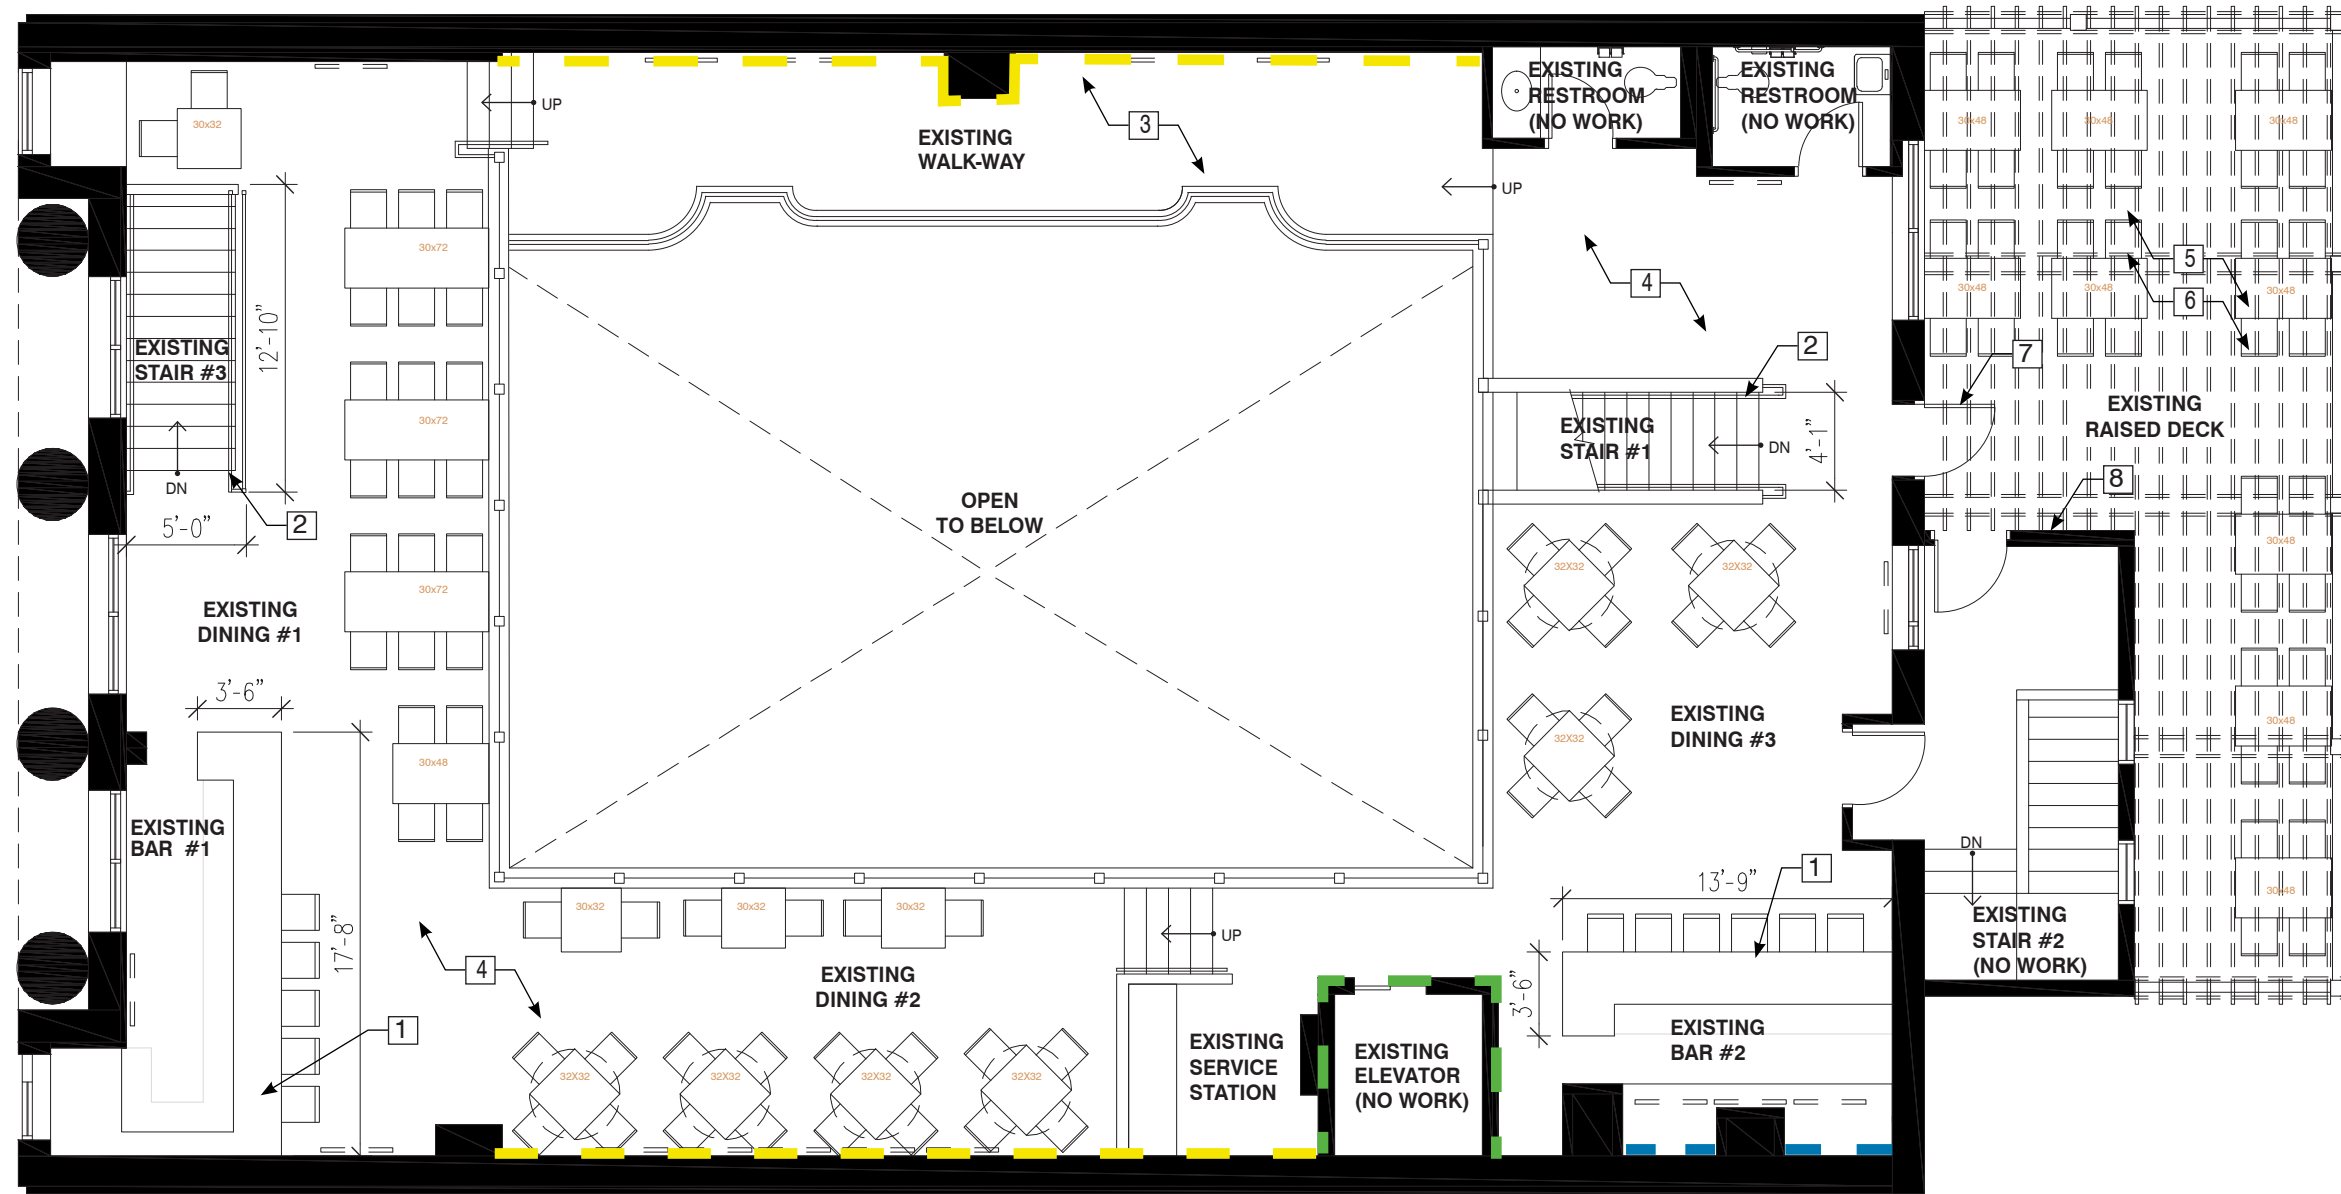 UP
3
EXISTING
WALK-WAY
EXISTING
RESTROOM
(NO WORK)
EXISTING
RESTROOM
(NO WORK)
30x32
30x48
30x48
30x48
UP
30x72
5
6
4
30x48
30x48
30x48
12'-10"
EXISTING
STAIR #3
2
7
EXISTING
RAISED DECK
30x72
EXISTING
STAIR #1
DN
4'-1"
8
DN
5'-0"
2
OPEN
TO BELOW
30x48
32X32
32X32
30x72
EXISTING
DINING #1
3'-6"
EXISTING
DINING #3
30x48
32X32
30x48
EXISTING
BAR #1
DN
13'-9"
1
30x48
30x32
30x32
30x32
17'-8"
UP
EXISTING
STAIR #2
(NO WORK)
4
EXISTING
DINING #2
3'-6"
1
EXISTING
SERVICE
STATION
EXISTING
ELEVATOR
(NO WORK)
EXISTING
BAR #2
32X32
32X32
32X32
32X32